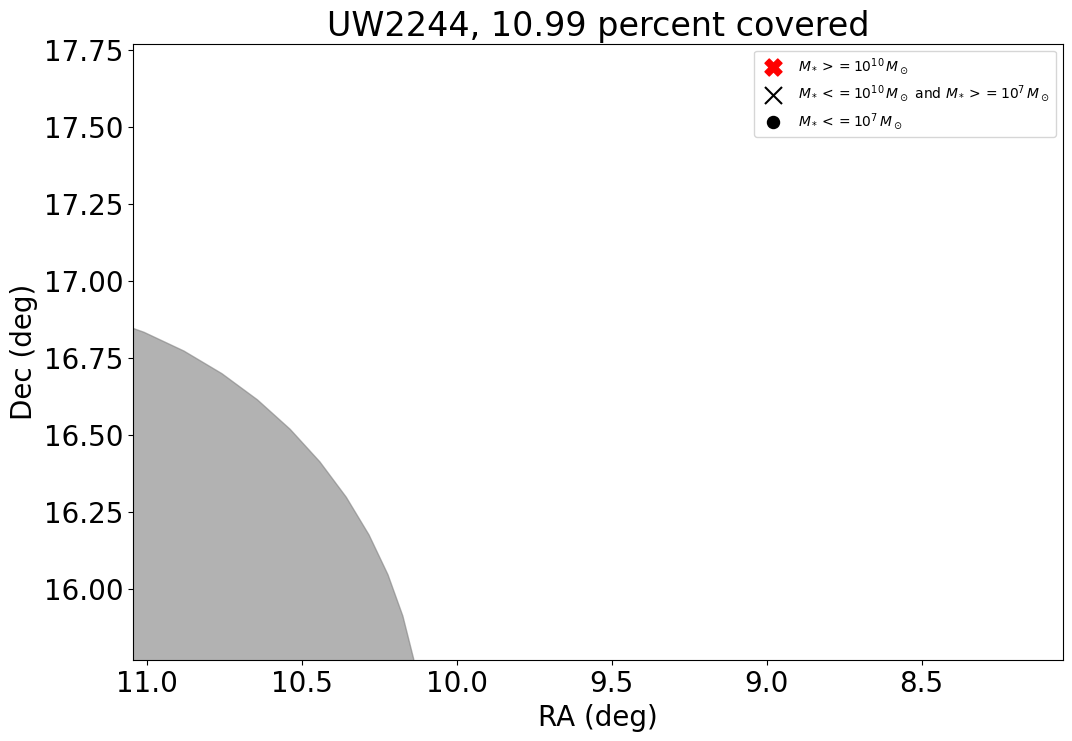 UW2244, 10.99 percent covered
17.75
17.50
17.25
17.00
16.75
16.50
16.25
16.00
Dec (deg)
M* >= 10^10 M⊙
M* <= 10^10 M⊙ and M* >= 10^7 M⊙
M* <= 10^7 M⊙
11.0 10.5 10.0 9.5 9.0 8.5
RA (deg)